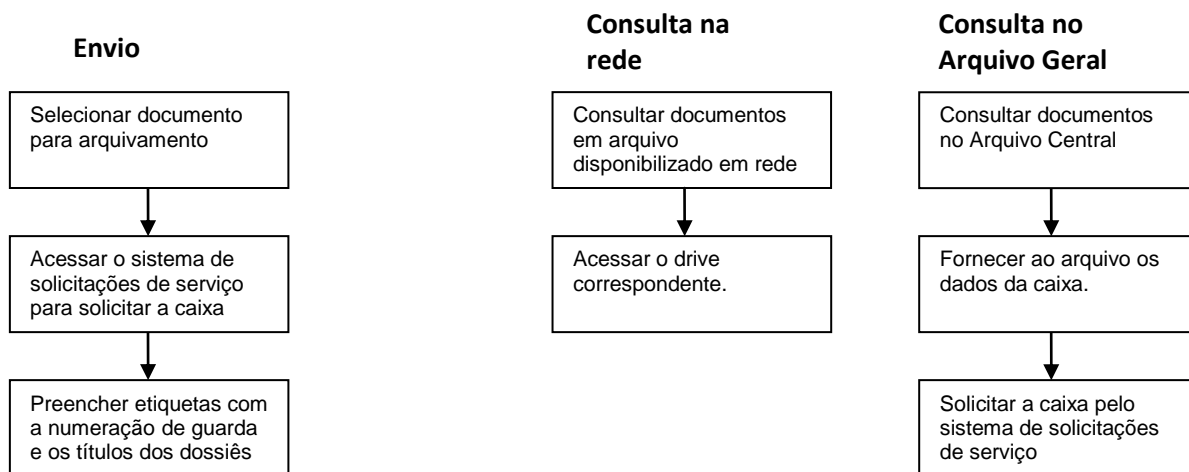 Envio
Selecionar documento
para arquivamento
Acessar o sistema de
solicitações de serviço
para solicitar a caixa
Preencher etiquetas com
a numeração de guarda
e os títulos dos dossiês
Consulta na
rede
Consultar documentos
em arquivo
disponibilizado em rede
Acessar o drive
correspondente.
Consulta no
Arquivo Geral
Consultar documentos
no Arquivo Central
Fornecer ao arquivo os
dados da caixa.
Solicitar a caixa pelo
sistema de solicitações
de serviço